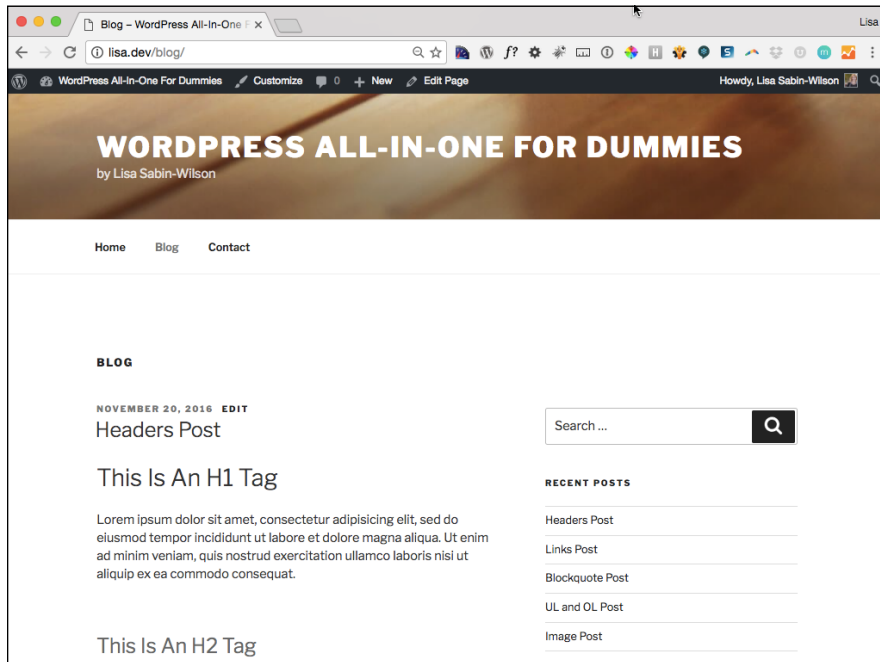 Blog – WordPress All-In-One F
Lisa
lisa.dev/blog/
WordPress All-In-One For Dummies Customize 0 New Edit Page Howdy, Lisa Sabin-Wilson
WORDPRESS ALL-IN-ONE FOR DUMMIES
by Lisa Sabin-Wilson
Home Blog Contact
BLOG
NOVEMBER 20, 2016 EDIT
Headers Post
This Is An H1 Tag
Lorem ipsum dolor sit amet, consectetur adipisicing elit, sed do
eiusmod tempor incididunt ut labore et dolore magna aliqua. Ut enim
ad minim veniam, quis nostrud exercitation ullamco laboris nisi ut
aliquip ex ea commodo consequat.
This Is An H2 Tag
Search ...
RECENT POSTS
Headers Post
Links Post
Blockquote Post
UL and OL Post
Image Post